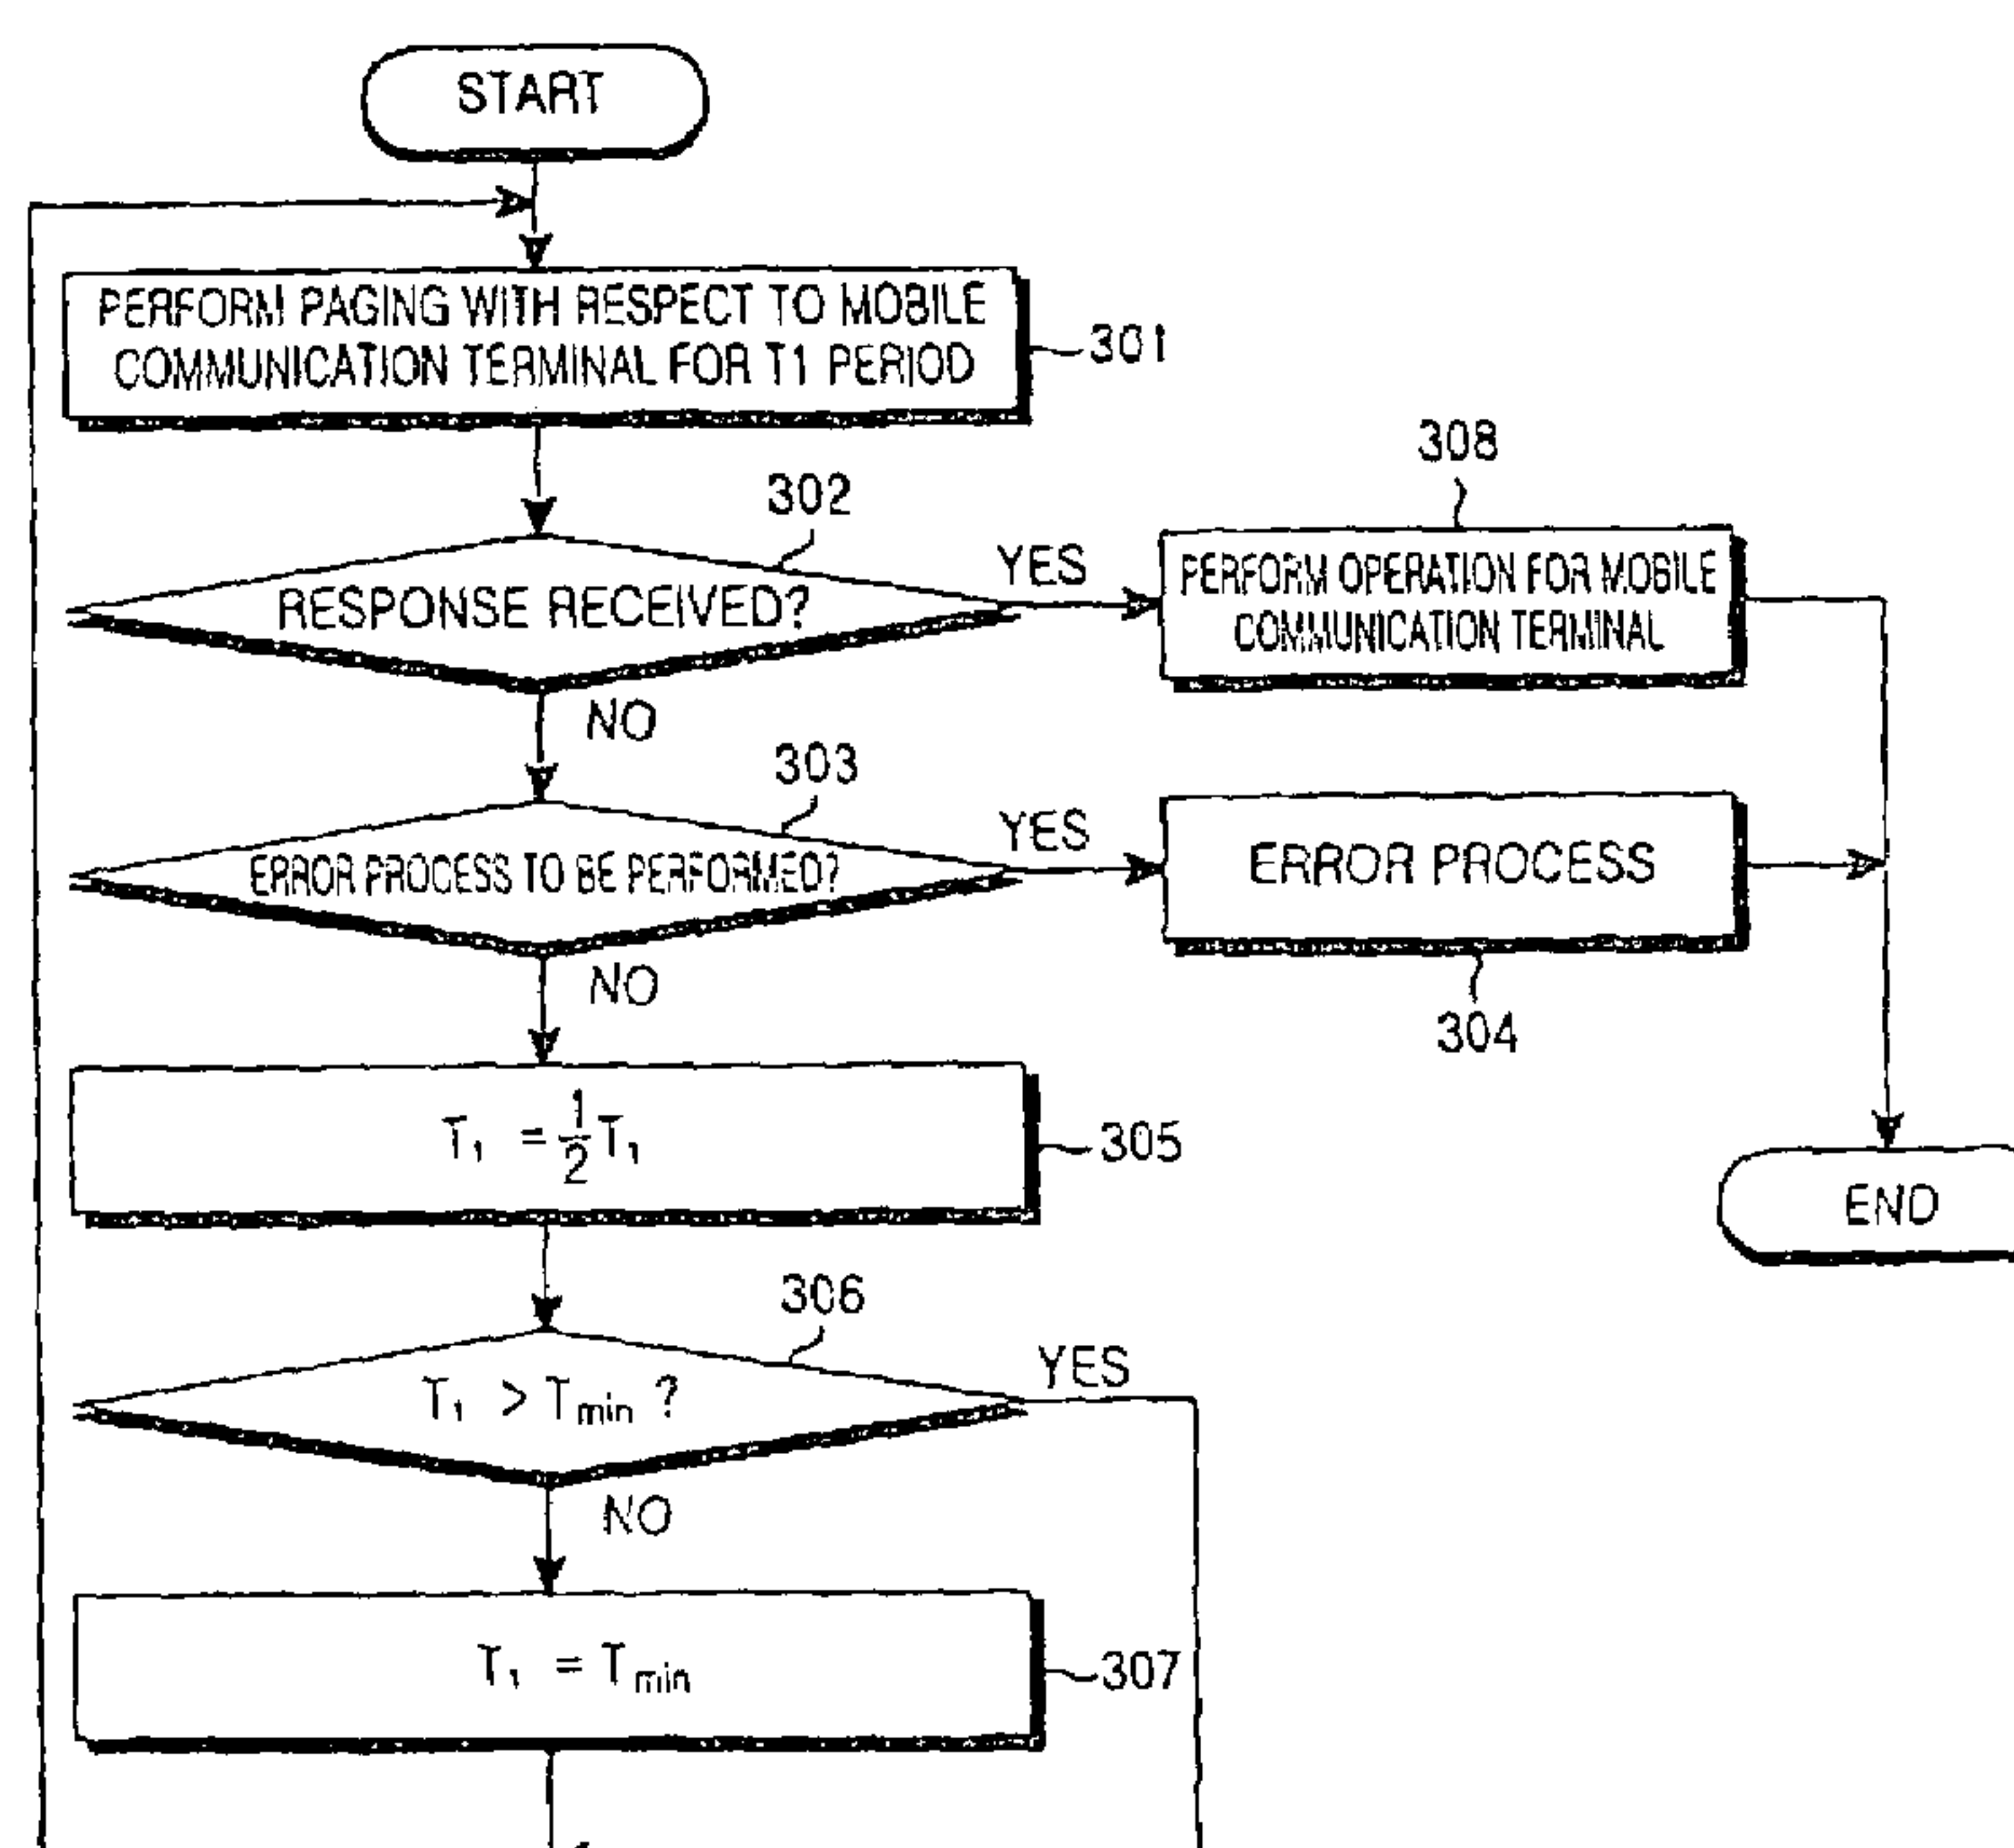 START
PERFORM PAGING WITH RESPECT TO MOBILE
COMMUNICATION TERMINAL FOR T1 PERIOD
301
302
RESPONSE RECEIVED?
YES
NO
308
PERFORM OPERATION FOR MOBILE
COMMUNICATION TERMINAL
303
ERROR PROCESS TO BE PERFORMED?
YES
NO
ERROR PROCESS
304
T₁ = 1/2 T₁
305
END
306
T₁ > Tmin ?
YES
NO
T₁ = Tmin
307